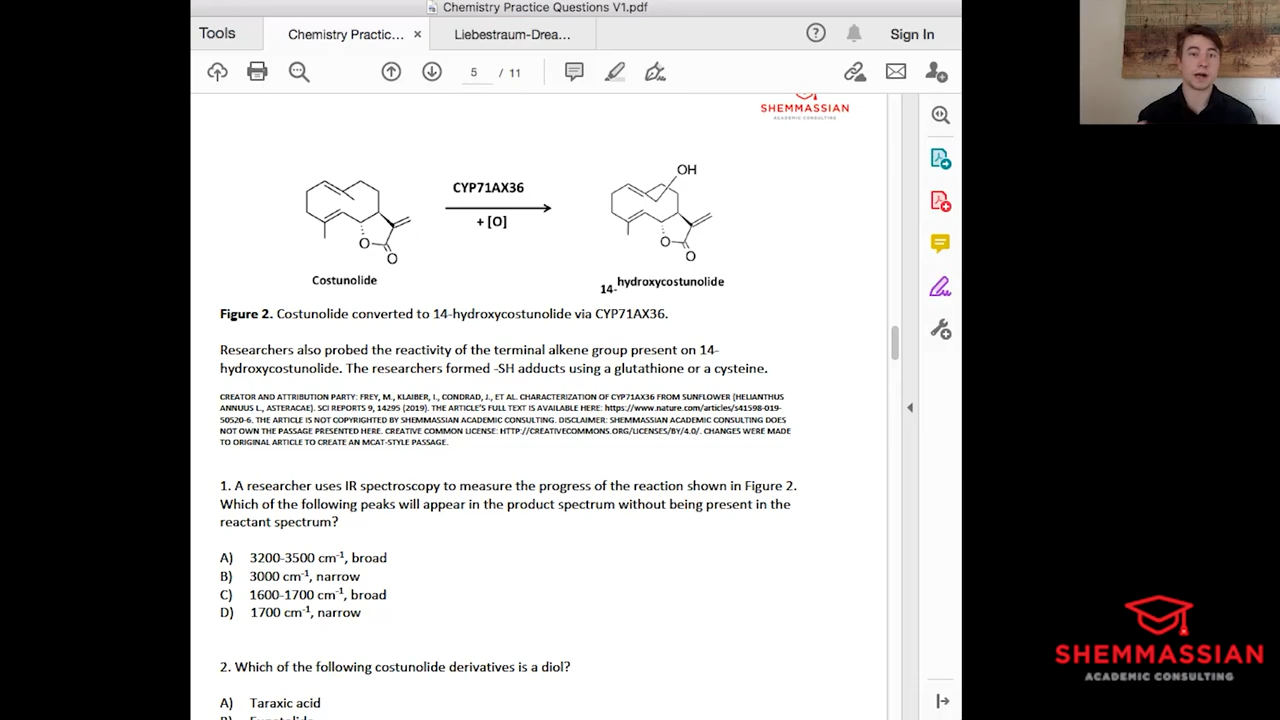 Chemistry Practice Questions V1.pdf
Tools
Chemistry Practic... ×
Liebestraum-Drea...
Sign In
5 / 11
SHEMMASSIAN
ACADEMIC CONSULTING
OH
CYP71AX36
+ [O]
O
O
O
O
Costunolide
14-hydroxycostunolide
Figure 2. Costunolide converted to 14-hydroxycostunolide via CYP71AX36.
Researchers also probed the reactivity of the terminal alkene group present on 14-
hydroxycostunolide. The researchers formed -SH adducts using a glutathione or a cysteine.
CREATOR AND ATTRIBUTION PARTY: FREY, M., KLAIBER, I., CONDRAD, J., ET AL. CHARACTERIZATION OF CYP71AX36 FROM SUNFLOWER (HELIANTHUS
ANNUUS L., ASTERACAE). SCI REPORTS 9, 14295 (2019). THE ARTICLE'S FULL TEXT IS AVAILABLE HERE: https://www.nature.com/articles/s41598-019-
50520-6. THE ARTICLE IS NOT COPYRIGHTED BY SHEMMASSIAN ACADEMIC CONSULTING. DISCLAIMER: SHEMMASSIAN ACADEMIC CONSULTING DOES
NOT OWN THE PASSAGE PRESENTED HERE. CREATIVE COMMON LICENSE: HTTP://CREATIVECOMMONS.ORG/LICENSES/BY/4.0/. CHANGES WERE MADE
TO ORIGINAL ARTICLE TO CREATE AN MCAT-STYLE PASSAGE.
1. A researcher uses IR spectroscopy to measure the progress of the reaction shown in Figure 2.
Which of the following peaks will appear in the product spectrum without being present in the
reactant spectrum?
A) 3200-3500 cm⁻¹, broad
B) 3000 cm⁻¹, narrow
C) 1600-1700 cm⁻¹, broad
D) 1700 cm⁻¹, narrow
2. Which of the following costunolide derivatives is a diol?
A) Taraxic acid
SHEMMASSIAN
ACADEMIC CONSULTING